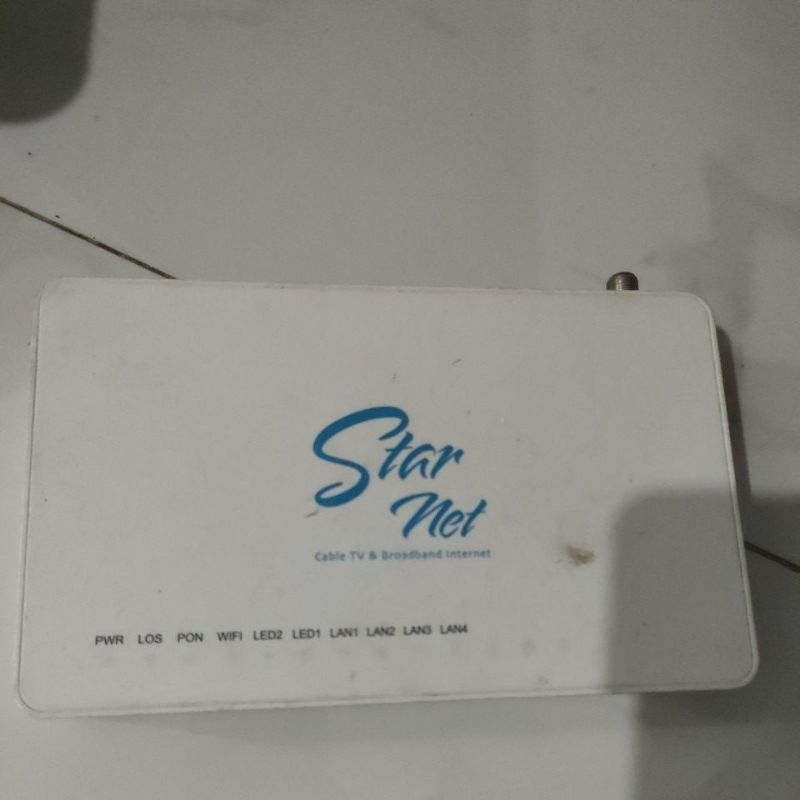 Star
Net
Cable TV & Broadband Internet
PWR LOS PON WIFI LED2 LED1 LAN1 LAN2 LAN3 LAN4